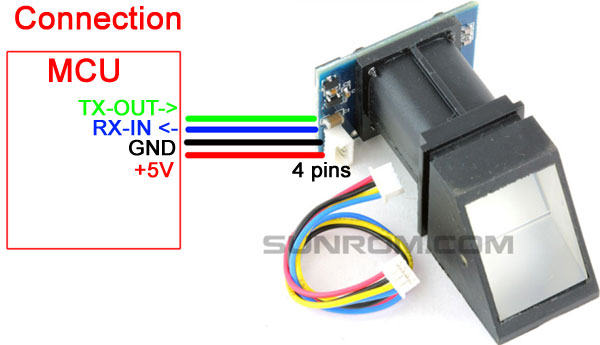 Connection
MCU
TX-OUT->
RX-IN <-
GND
+5V
4 pins
SUNROM.COM